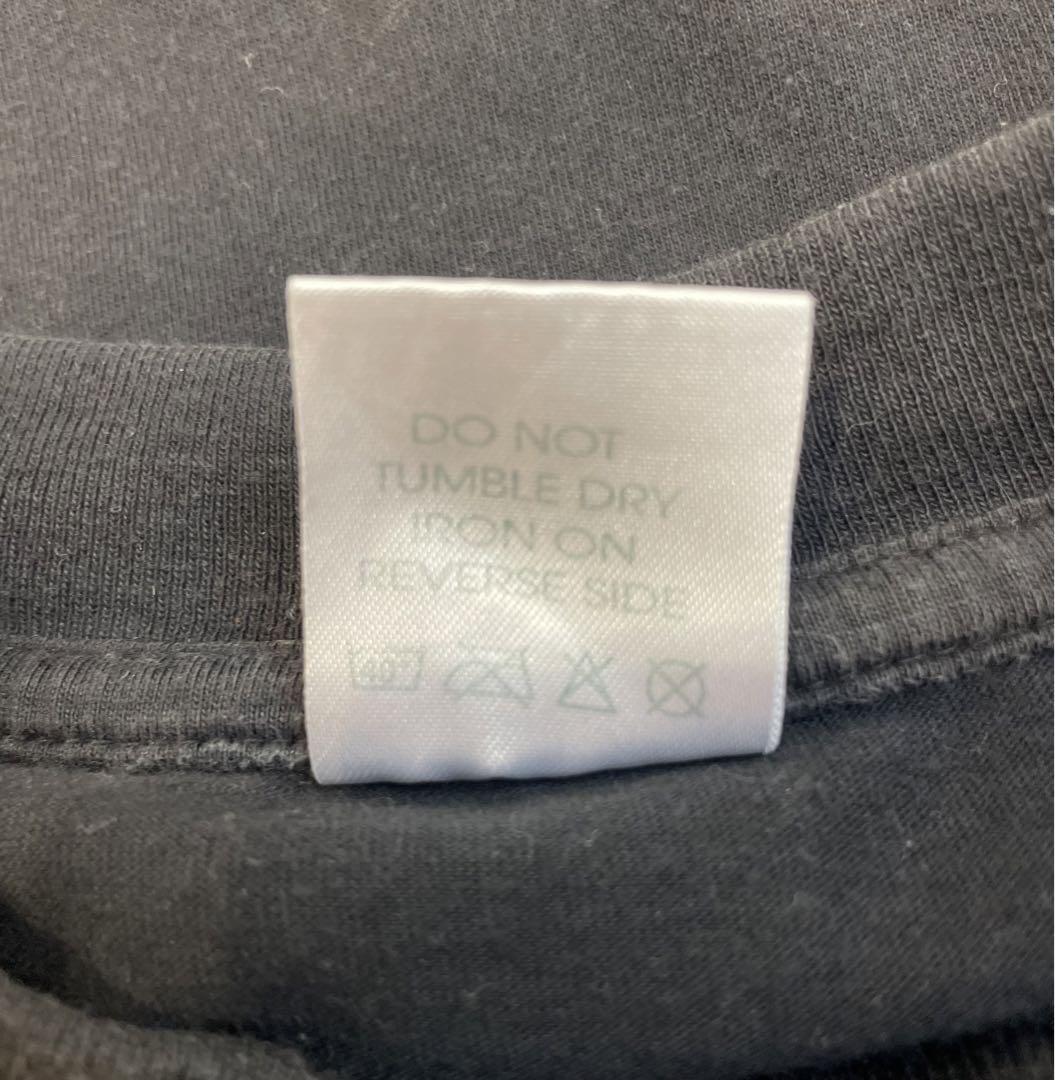 DO NOT
TUMBLE DRY
IRON ON
REVERSE SIDE
40°